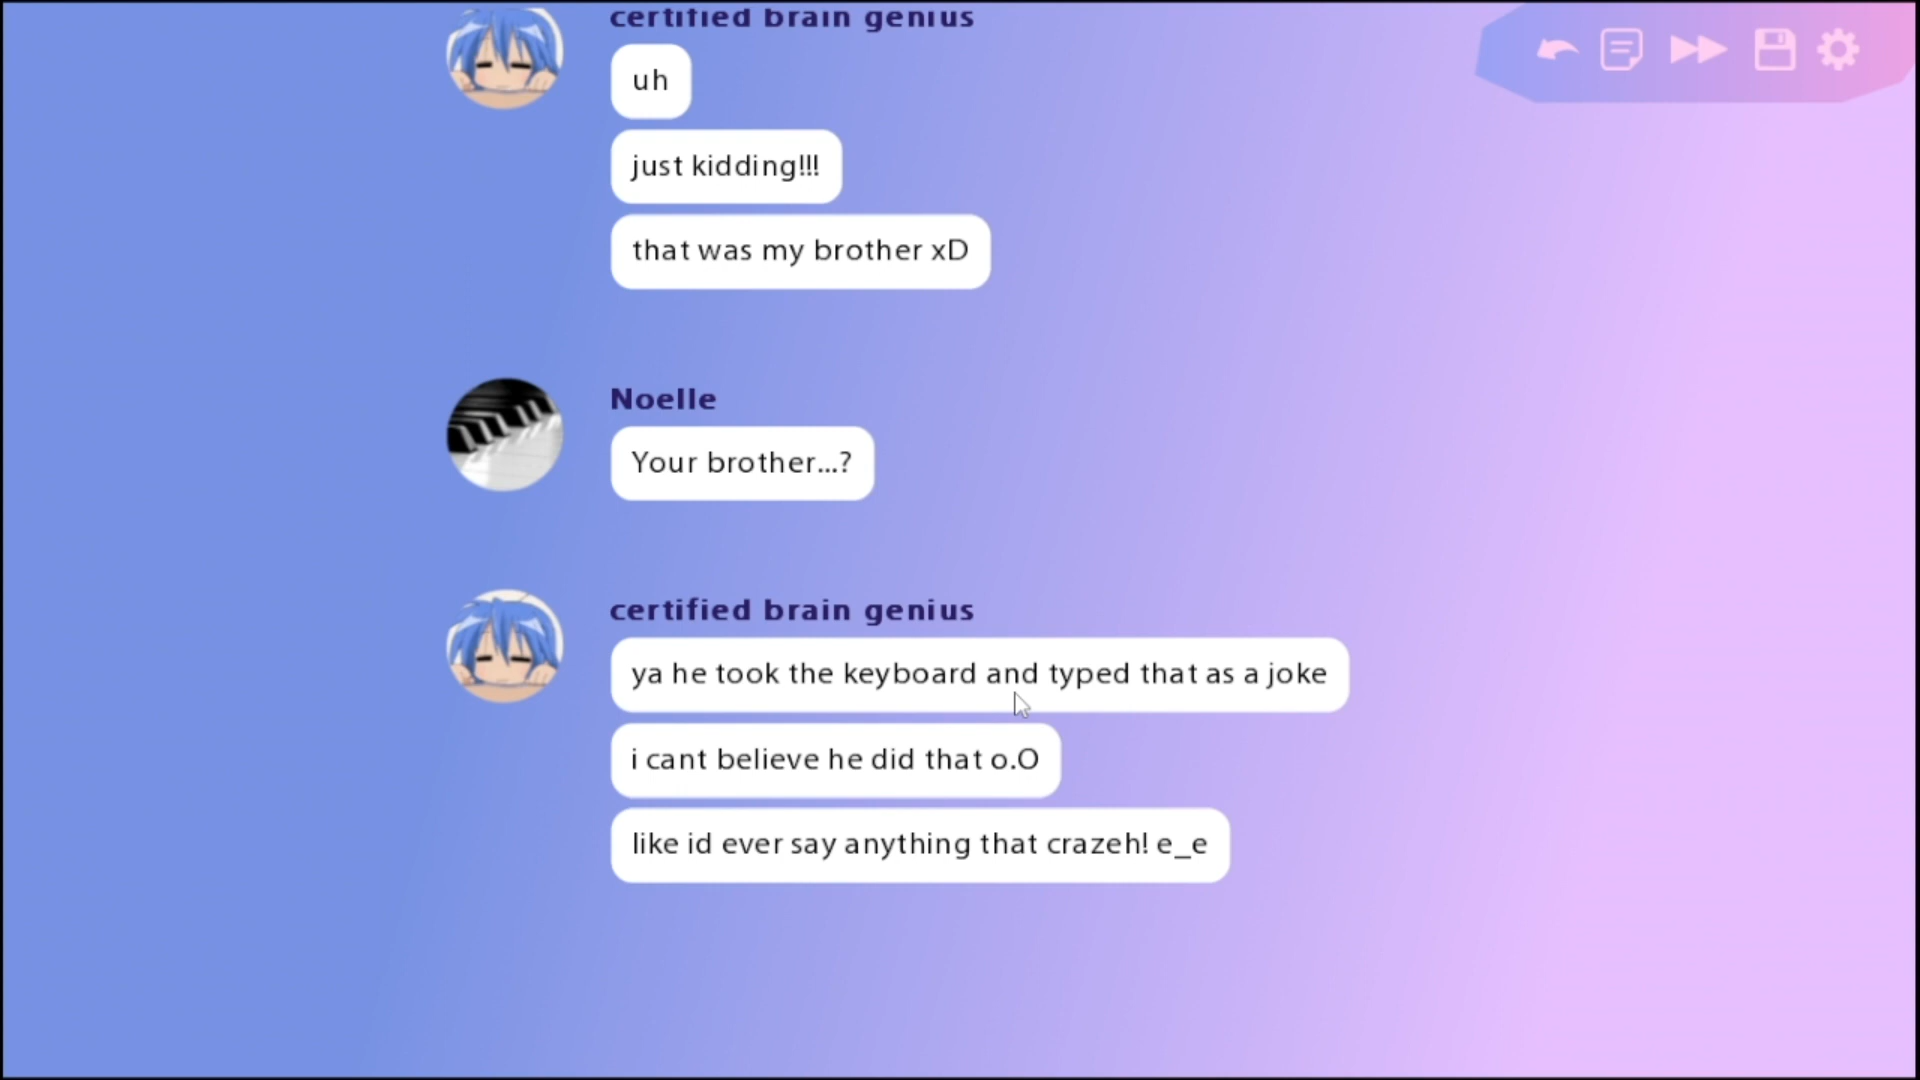 certified brain genius
uh
just kidding!!!
that was my brother xD
Noelle
Your brother...?
certified brain genius
ya he took the keyboard and typed that as a joke
i cant believe he did that o.O
like id ever say anything that crazeh! e_e